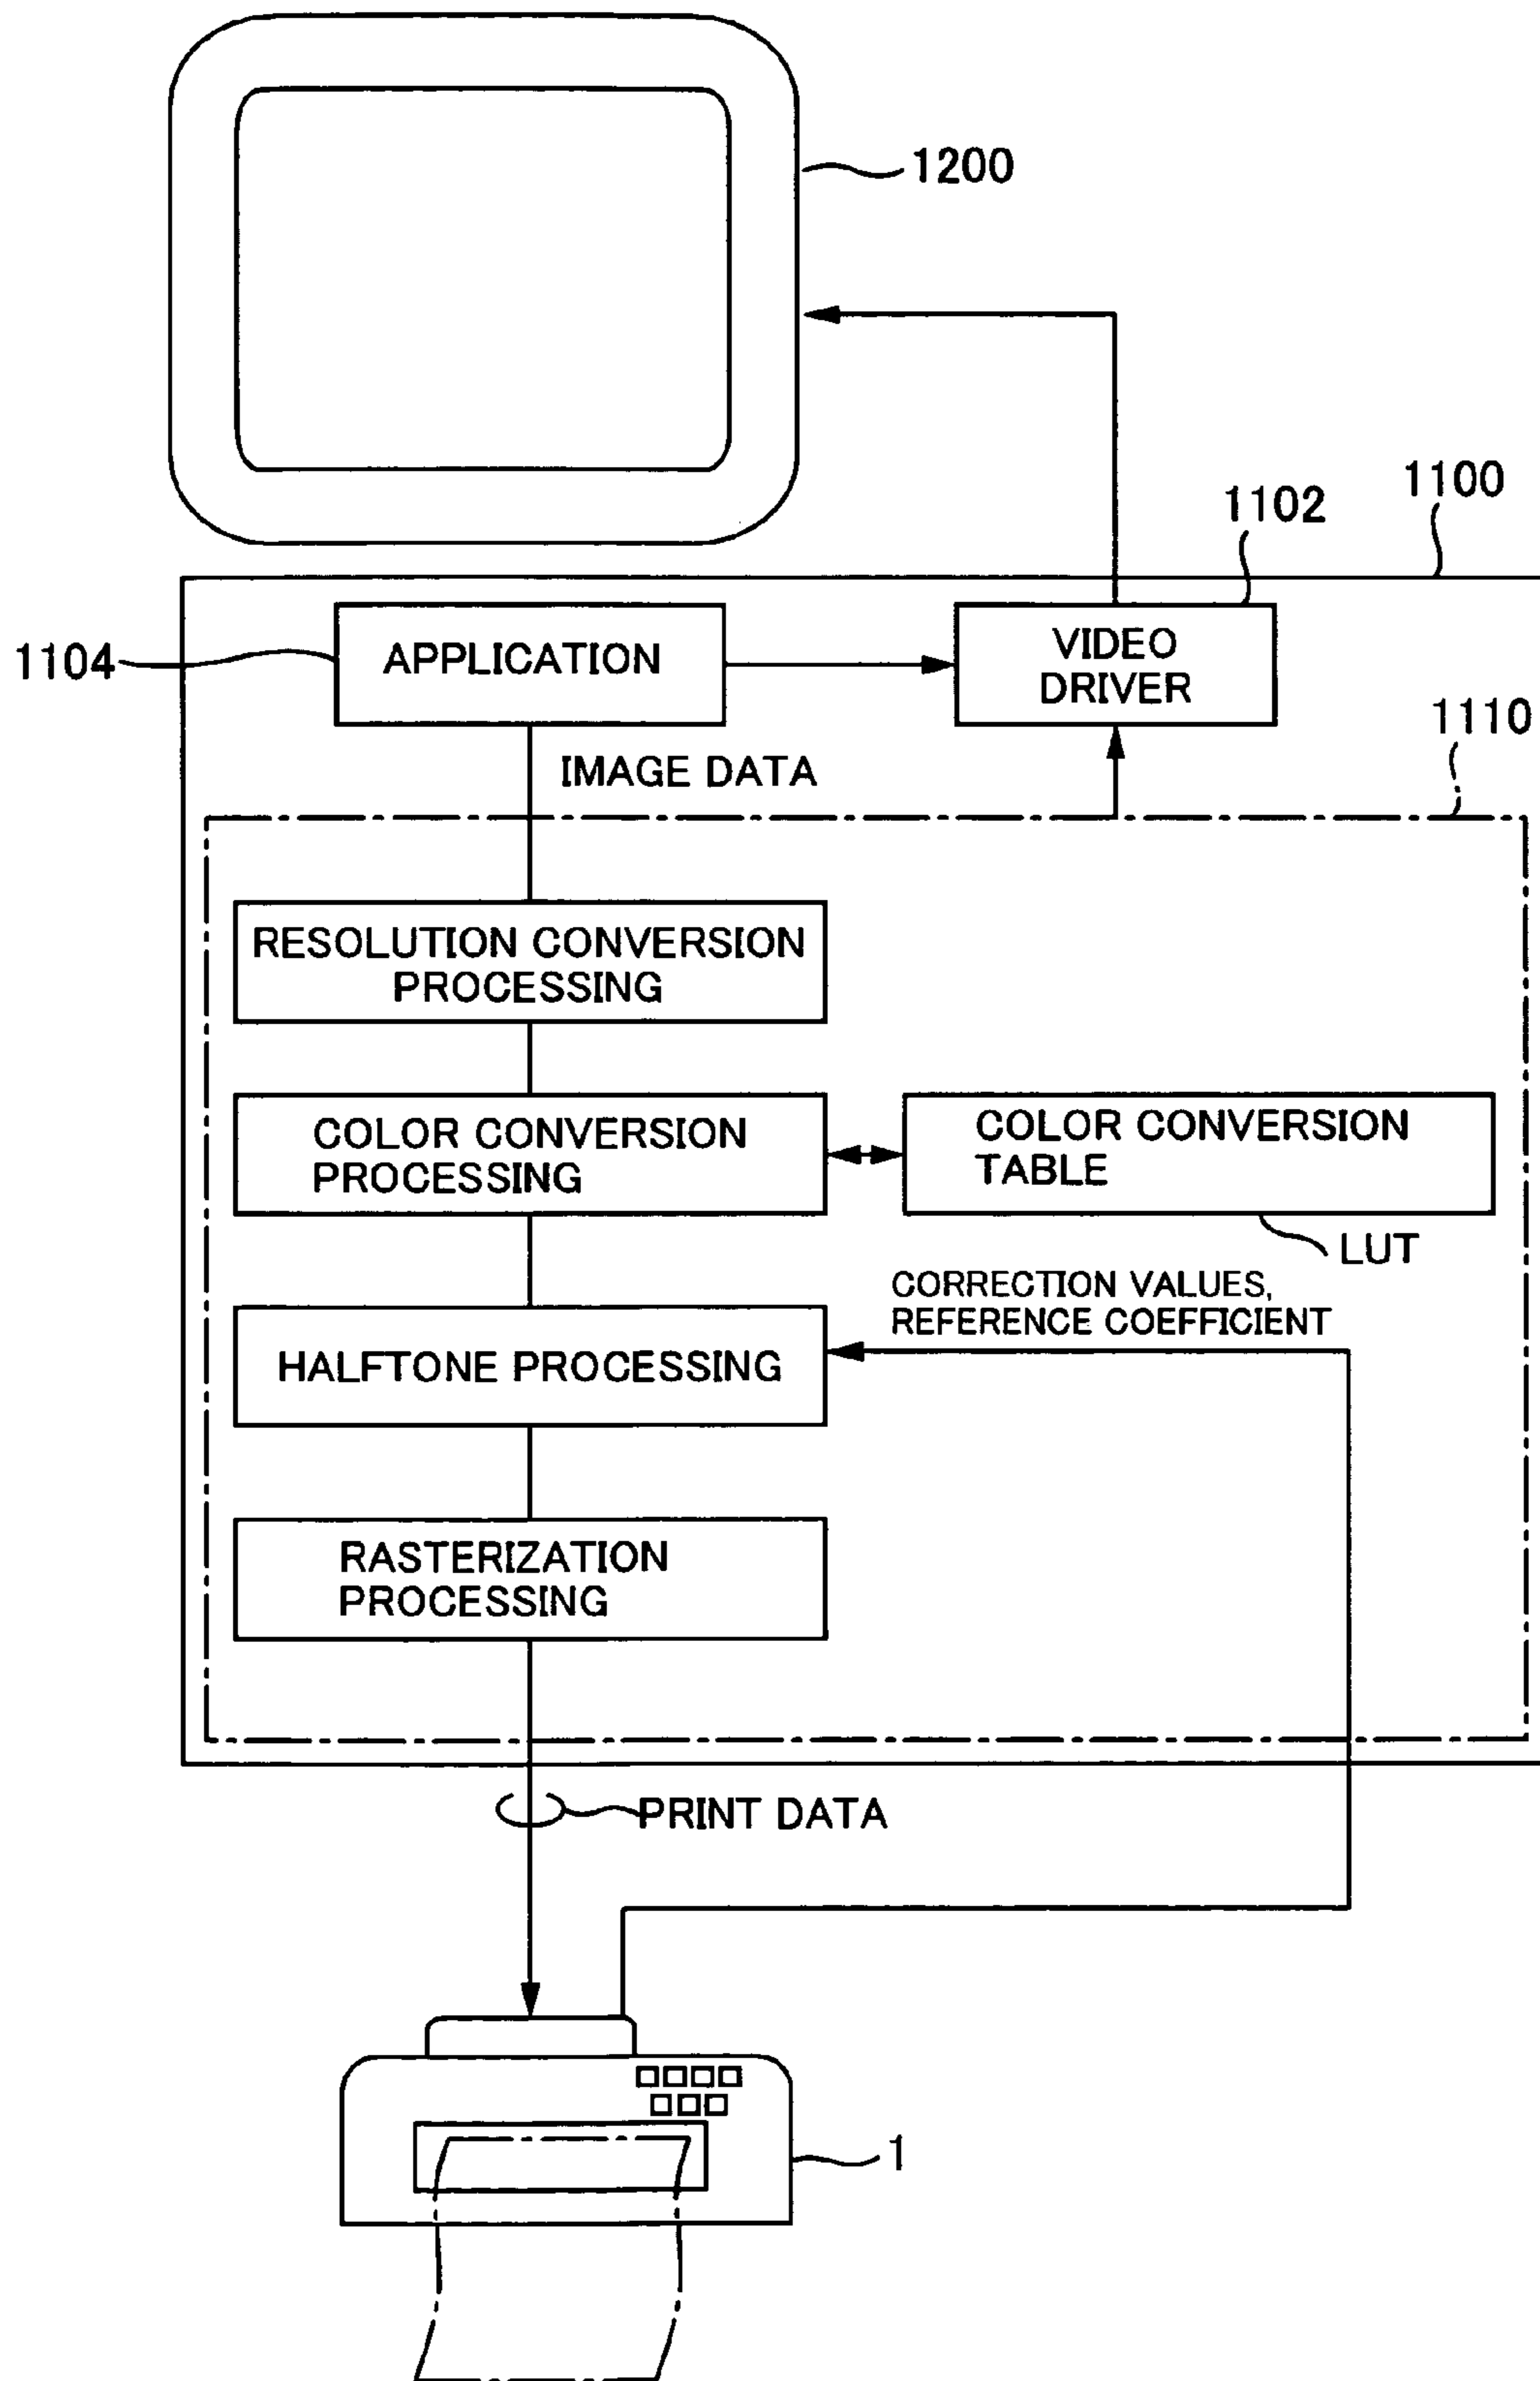 1200
1100
1102
1104
APPLICATION
VIDEO
DRIVER
1110
IMAGE DATA
RESOLUTION CONVERSION
PROCESSING
COLOR CONVERSION
PROCESSING
COLOR CONVERSION
TABLE
LUT
CORRECTION VALUES,
REFERENCE COEFFICIENT
HALFTONE PROCESSING
RASTERIZATION
PROCESSING
PRINT DATA
1